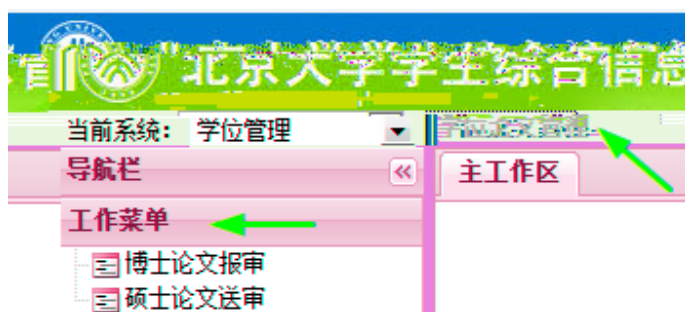 北京大学学生综合信息
当前系统： 学位管理
导航栏
主工作区
工作菜单
博士论文报审
硕士论文送审